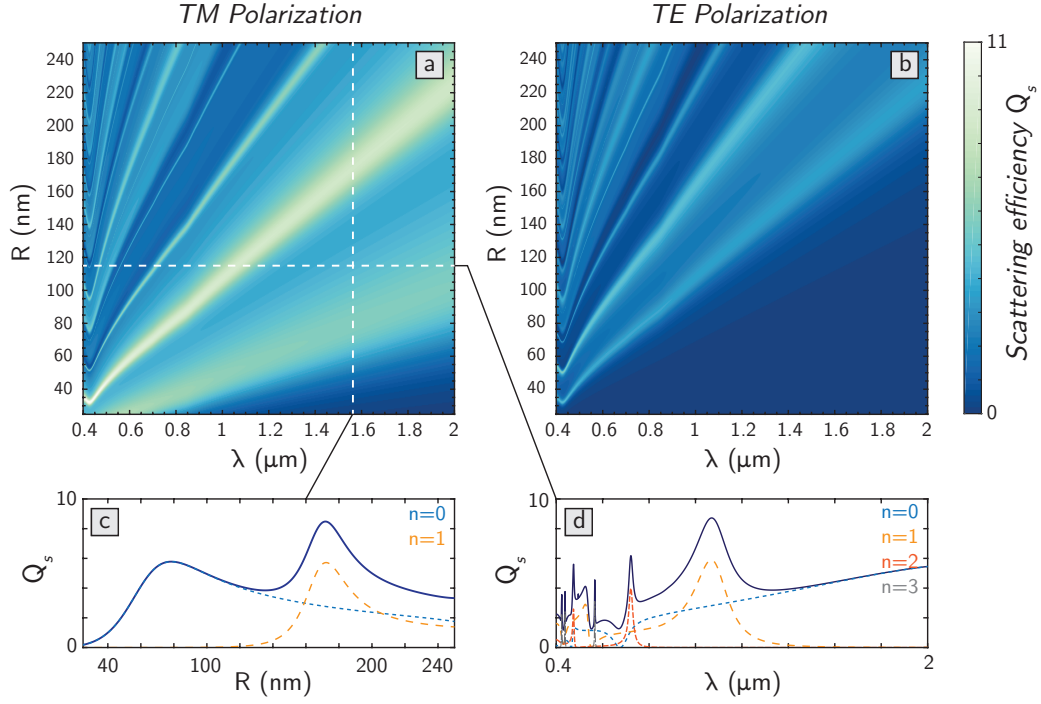 TM Polarization
TE Polarization
a
b
240
220
200
180
160
140
120
100
80
60
40
R (nm)
0.4 0.6 0.8 1 1.2 1.4 1.6 1.8 2
λ (μm)
240
220
200
180
160
140
120
100
80
60
40
R (nm)
0.4 0.6 0.8 1 1.2 1.4 1.6 1.8 2
λ (μm)
11
0
Scattering efficiency Qs
c
10
0
Qs
n=0
n=1
40 100 200 240
R (nm)
d
10
0
Qs
n=0
n=1
n=2
n=3
0.4 2
λ (μm)